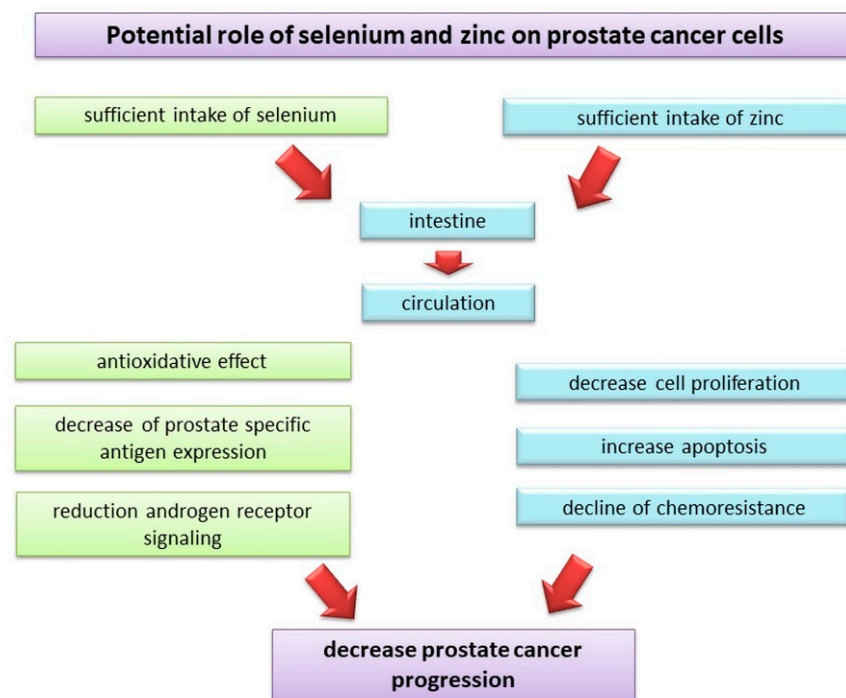 Potential role of selenium and zinc on prostate cancer cells
sufficient intake of selenium
sufficient intake of zinc
intestine
circulation
antioxidative effect
decrease of prostate specific
antigen expression
reduction androgen receptor
signaling
decrease cell proliferation
increase apoptosis
decline of chemoresistance
decrease prostate cancer
progression